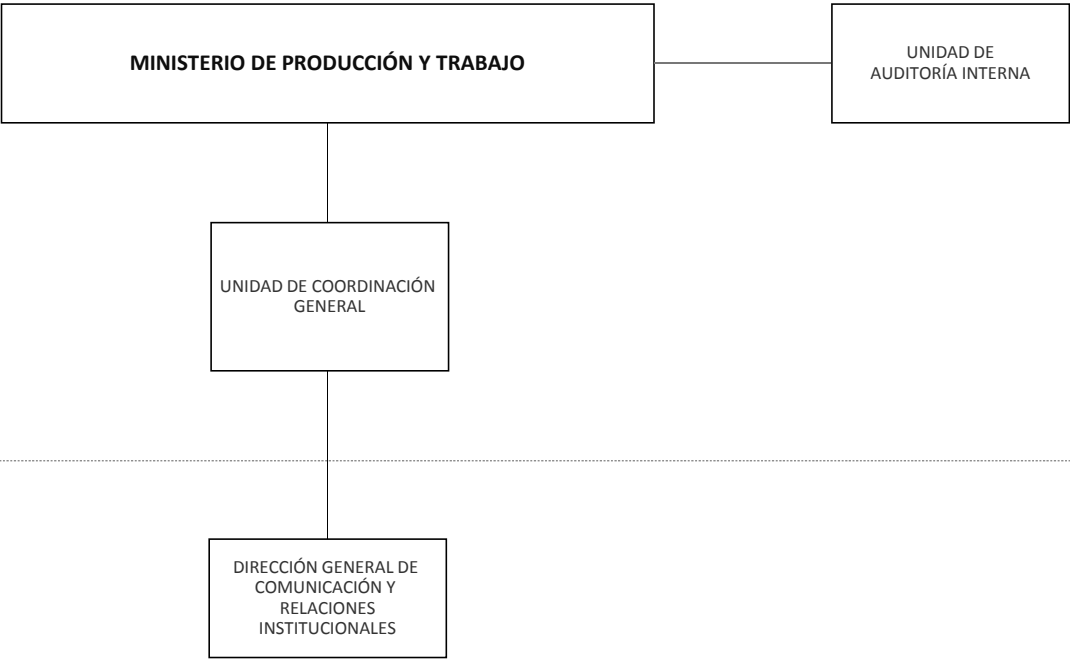 MINISTERIO DE PRODUCCIÓN Y TRABAJO
UNIDAD DE
AUDITORÍA INTERNA
UNIDAD DE COORDINACIÓN
GENERAL
DIRECCIÓN GENERAL DE
COMUNICACIÓN Y
RELACIONES
INSTITUCIONALES